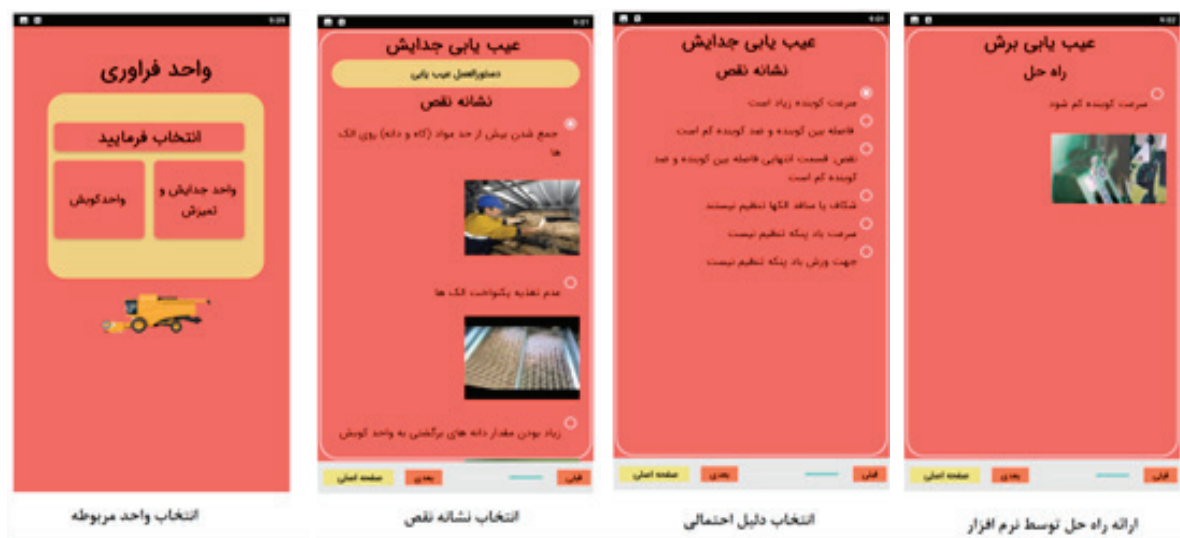 9:01
9:01
9:02
واحد فراوری
انتخاب فرمایید
واحد جدایش و
تمیزش
واحدکوبش
انتخاب واحد مربوطه
عیب یابی جدایش
دستورالعمل عیب یابی
نشانه نقص
جمع شدن بیش از حد مواد (کاه و دانه) روی الک
ها
عدم تغذیه یکنواخت الک ها
زیاد بودن مقدار دانه های برگشتی به واحد کوبش
قبلی
بعدی
صفحه اصلی
انتخاب نشانه نقص
عیب یابی جدایش
نشانه نقص
سرعت کوبنده زیاد است
فاصله بین کوبنده و ضد کوبنده کم است
نقص: قسمت انتهایی فاصله بین کوبنده و ضد
کوبنده کم است
شکاف یا منافذ الکها تنظیم نیستند
سرعت باد پنکه تنظیم نیست
جهت وزش باد پنکه تنظیم نیست
قبلی
بعدی
صفحه اصلی
انتخاب دلیل احتمالی
عیب یابی برش
راه حل
سرعت کوبنده کم شود
قبلی
بعدی
صفحه اصلی
ارائه راه حل توسط نرم افزار